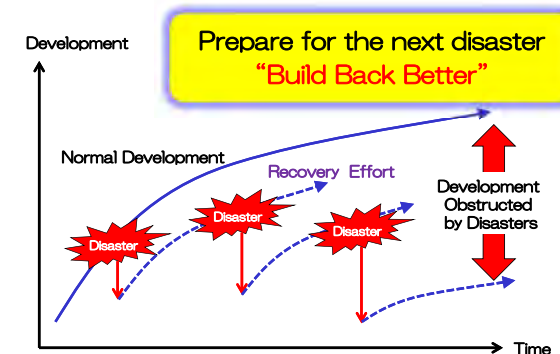 Prepare for the next disaster
“Build Back Better”
Development
Normal Development
Recovery Effort
Disaster
Disaster
Disaster
Development
Obstructed
by Disasters
Time